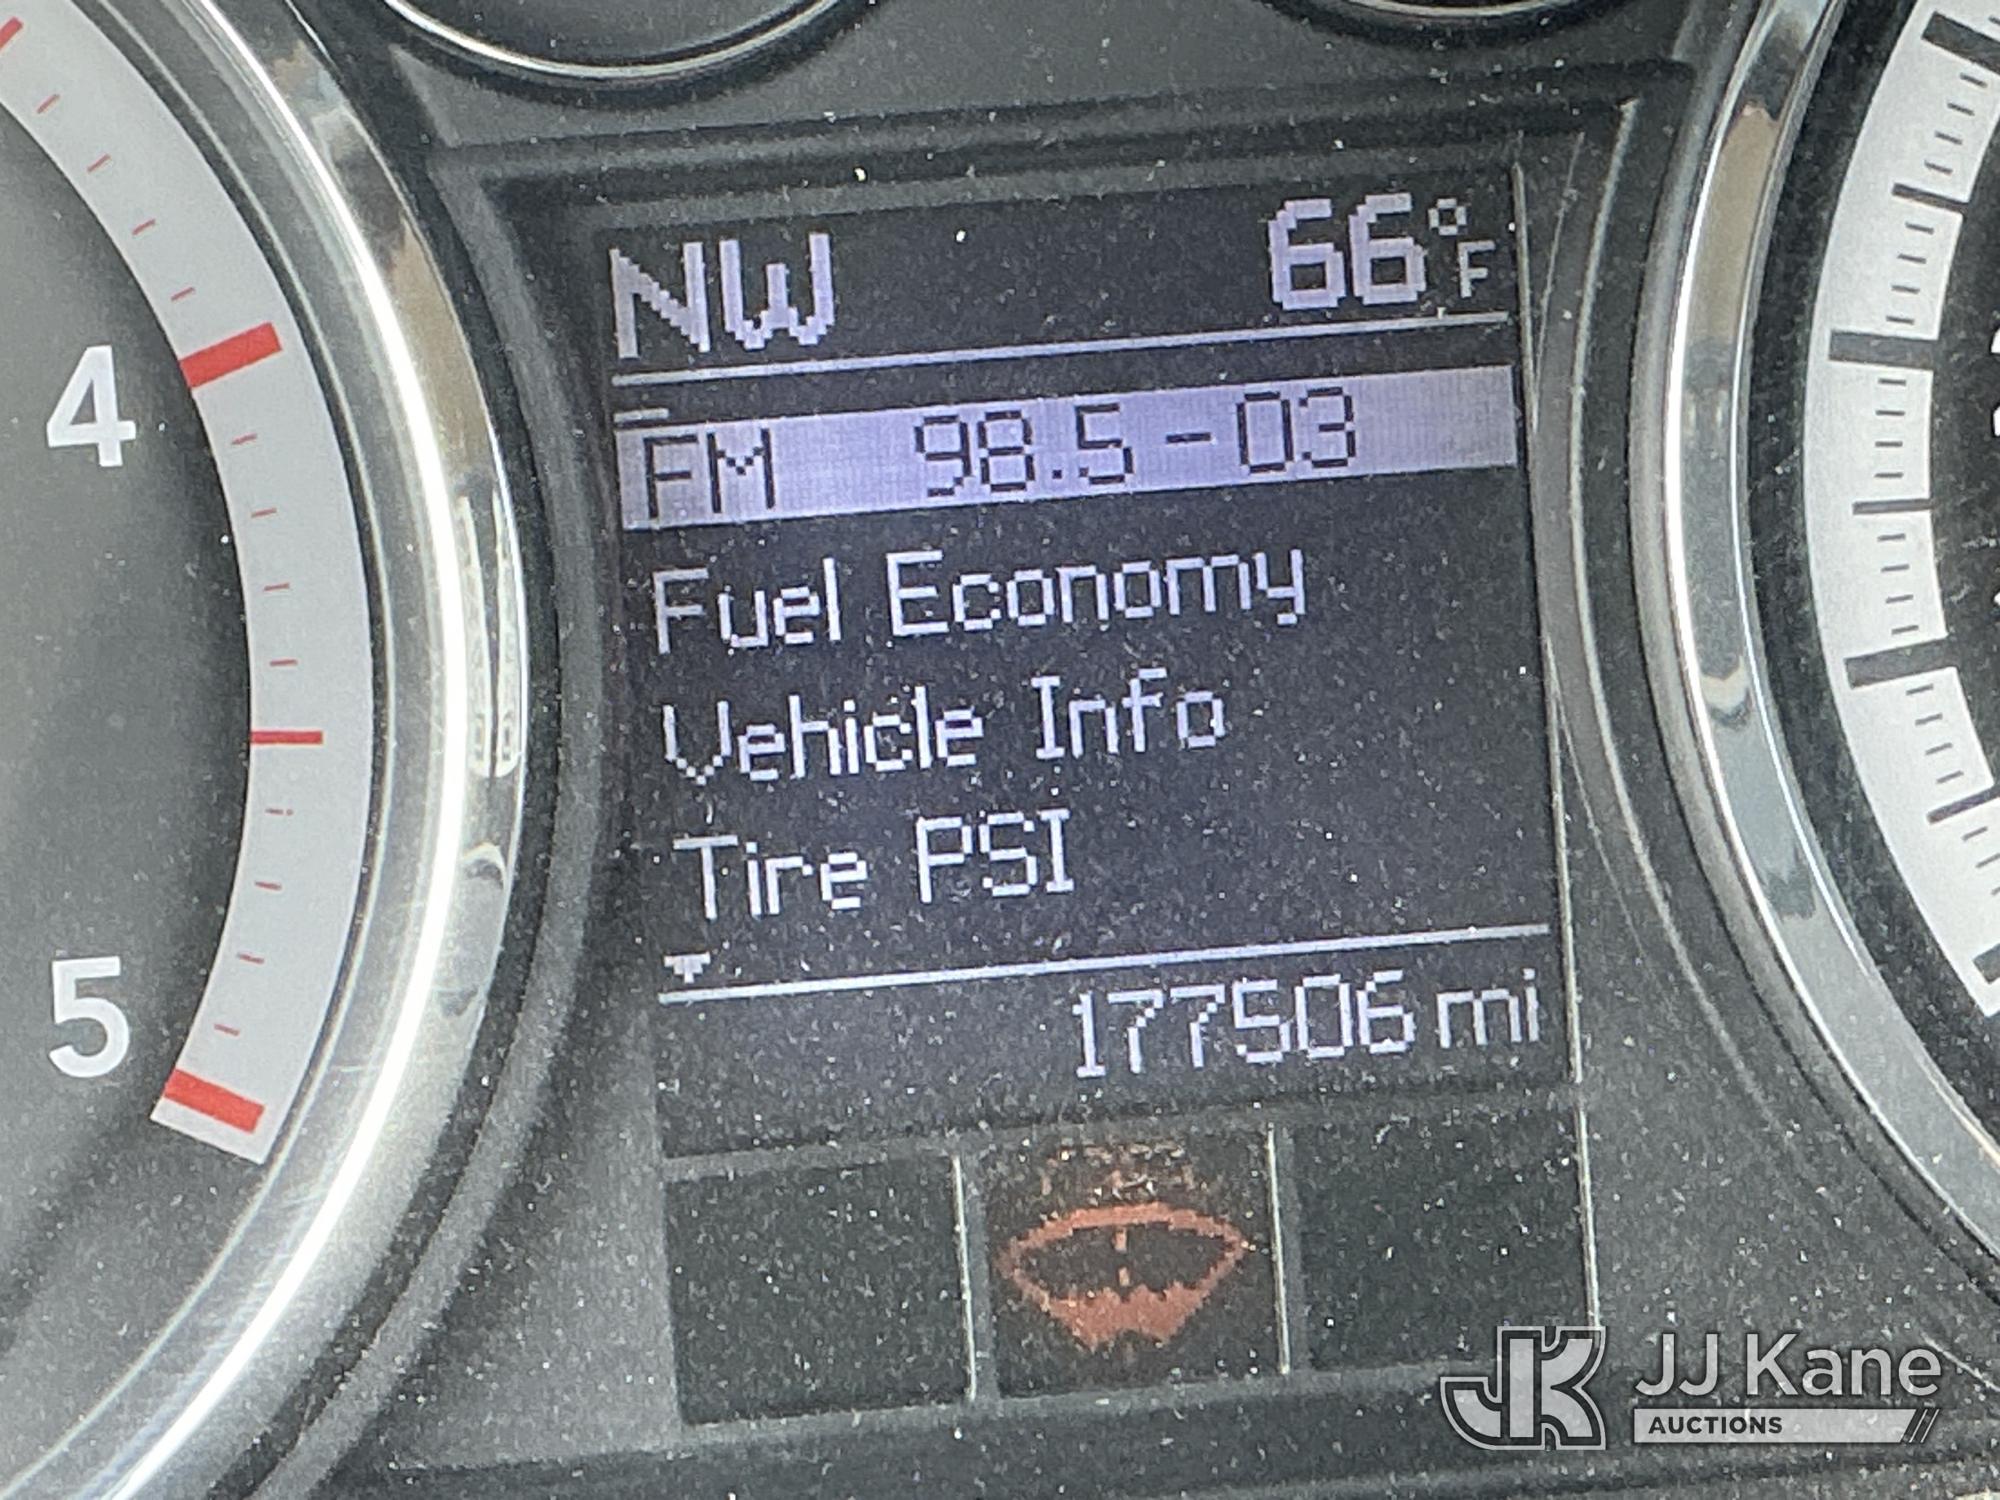 NW 66°F
FM 98.5-03
Fuel Economy
Vehicle Info
Tire PSI
177506 mi
4
5
JK JJ Kane
AUCTIONS